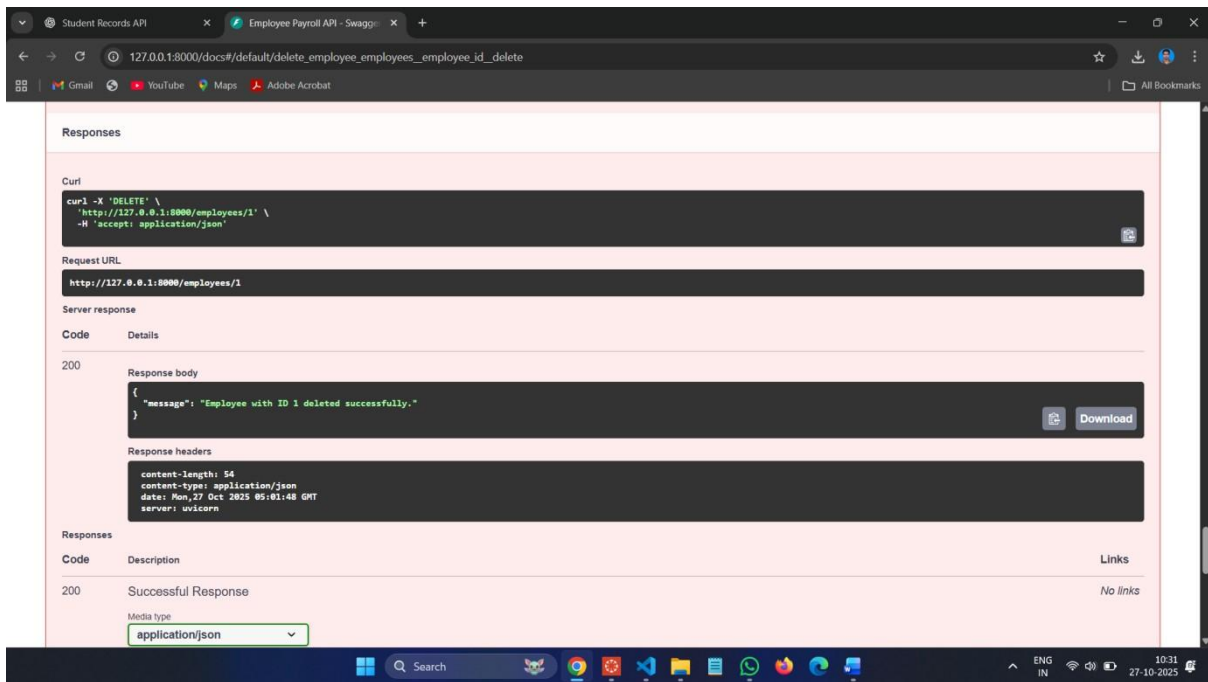 Student Records API
Employee Payroll API - Swagge
127.0.0.1:8000/docs#/default/delete_employee_employees__employee_id__delete
Gmail YouTube Maps Adobe Acrobat All Bookmarks
Responses
Curl
curl -X 'DELETE' \
'http://127.0.0.1:8000/employees/1' \
-H 'accept: application/json'
Request URL
http://127.0.0.1:8000/employees/1
Server response
Code Details
200
Response body
{
"message": "Employee with ID 1 deleted successfully."
}
Download
Response headers
content-length: 54
content-type: application/json
date: Mon,27 Oct 2025 05:01:48 GMT
server: uvicorn
Responses
Code Description Links
200 Successful Response No links
Media type
application/json
Search
ENG
IN
10:31
27-10-2025